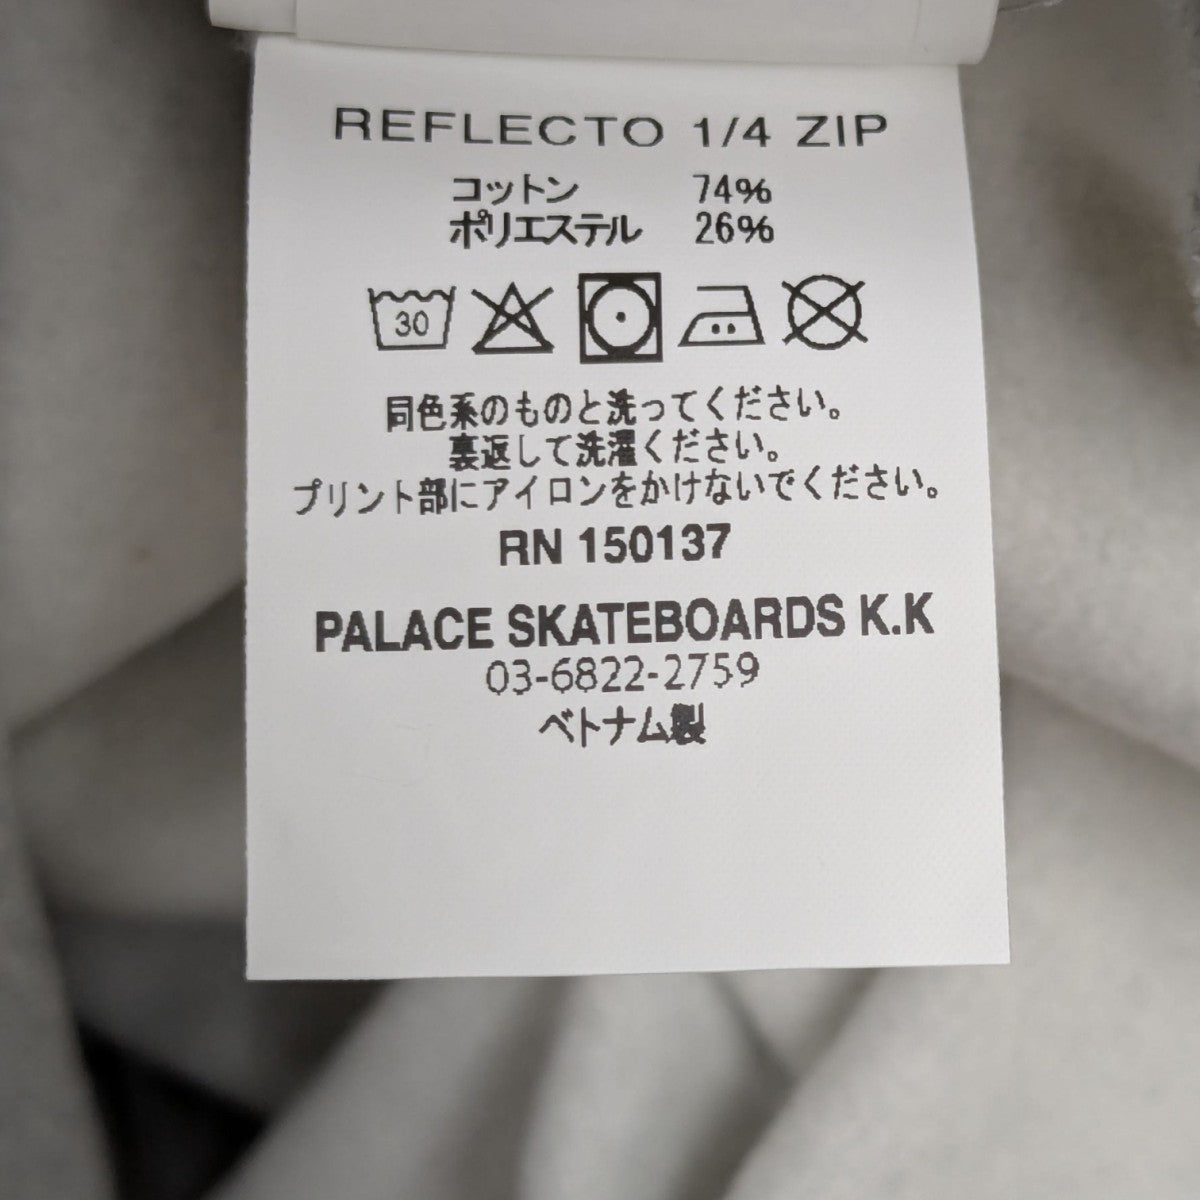 REFLECTO 1/4 ZIP
コットン 74%
ポリエステル 26%
30
同色系のものと洗ってください。
裏返して洗濯ください。
プリント部にアイロンをかけないでください。
RN 150137
PALACE SKATEBOARDS K.K
03-6822-2759
ベトナム製